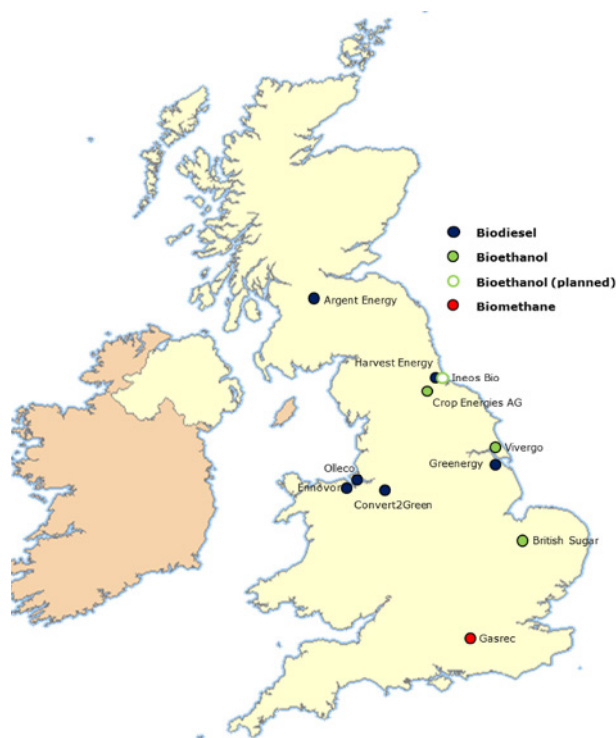 Biodiesel
Bioethanol
Bioethanol (planned)
Biomethane
Argent Energy
Harvest Energy
Ineos Bio
Crop Energies AG
Vivergo
Greenergy
Olleco
Ennovor
Convert2Green
British Sugar
Gasrec